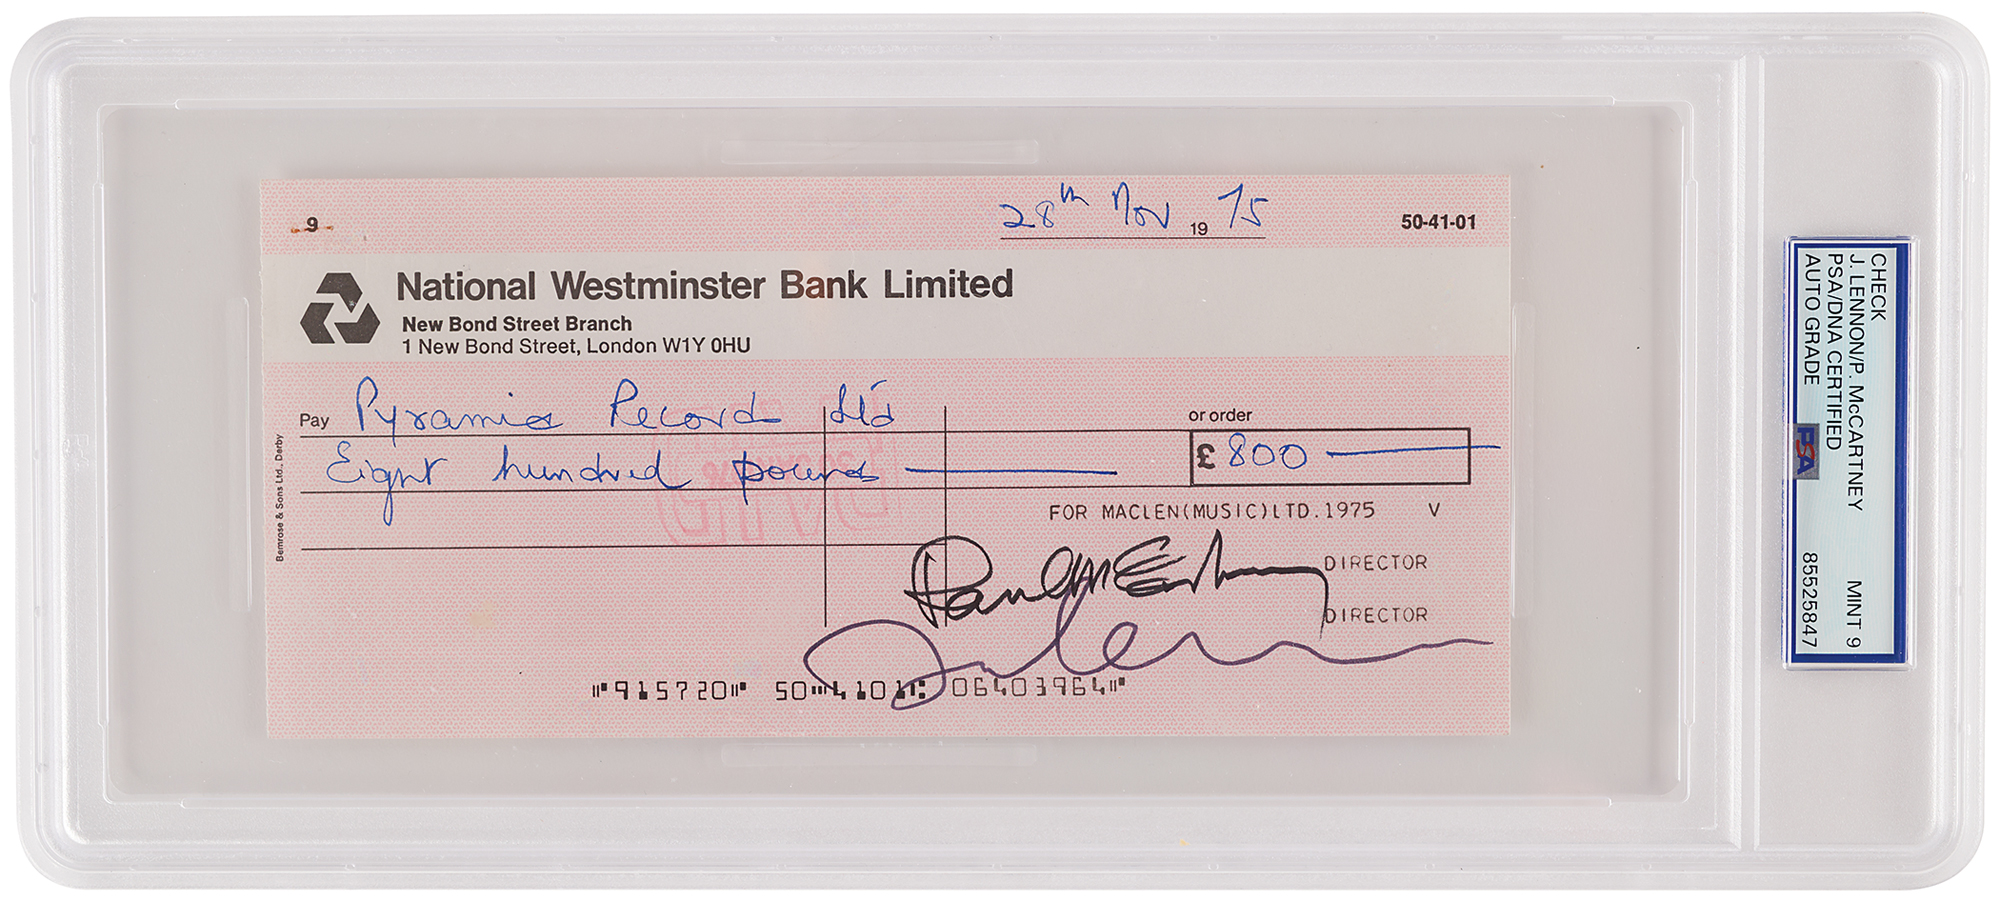 9
28th Nov 1975
50-41-01
National Westminster Bank Limited
New Bond Street Branch
1 New Bond Street, London W1Y 0HU
Pay Pyramid Records Ltd or order
Eight hundred pounds £ 800
FOR MACLEN(MUSIC)LTD.1975 V
Paul McCartney DIRECTOR
DIRECTOR
John Lennon
⑈915720⑈ 50⑉4101⑆ 06403964⑈
Bemrose & Sons Ltd., Derby
CHECK
J. LENNON/P. McCARTNEY
PSA/DNA CERTIFIED MINT 9
AUTO GRADE 85525847
PSA